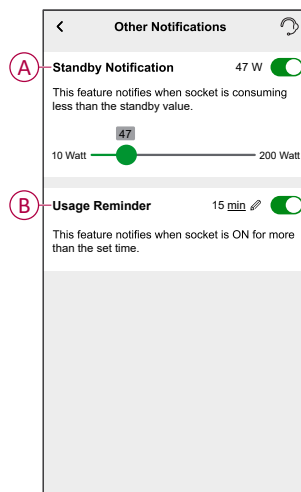 Other Notifications
A
Standby Notification 47 W
This feature notifies when socket is consuming
less than the standby value.
47
10 Watt 200 Watt
B
Usage Reminder 15 min
This feature notifies when socket is ON for more
than the set time.